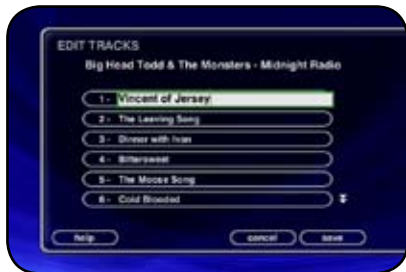 EDIT TRACKS
Big Head Todd & The Monsters - Midnight Radio
1 - Vincent of Jersey
2 - The Leaving Song
3 - Dinner with Ivan
4 - Bittersweet
5 - The Moose Song
6 - Cold Blooded
help cancel save